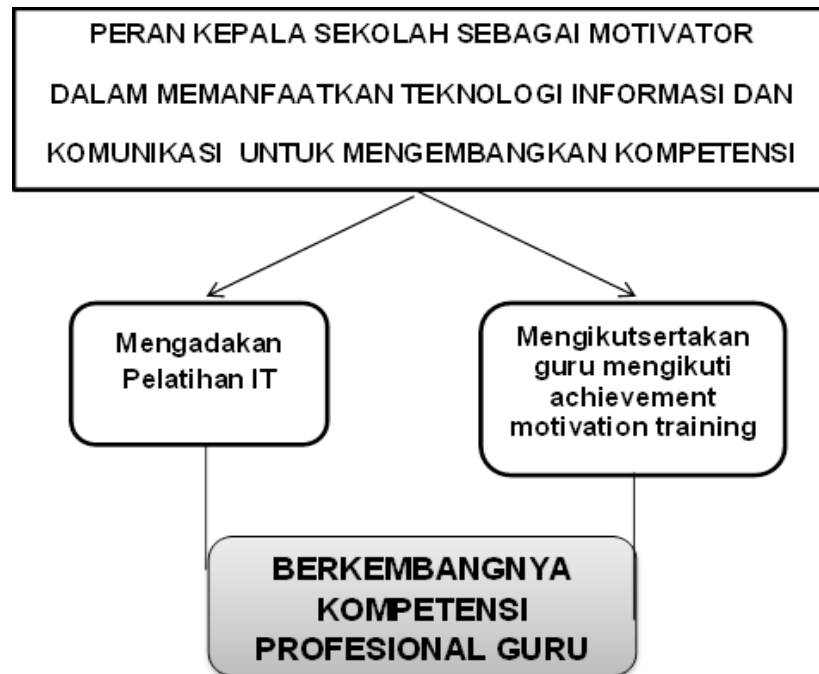 PERAN KEPALA SEKOLAH SEBAGAI MOTIVATOR
DALAM MEMANFAATKAN TEKNOLOGI INFORMASI DAN
KOMUNIKASI UNTUK MENGEMBANGKAN KOMPETENSI
Mengadakan
Pelatihan IT
Mengikutsertakan
guru mengikuti
achievement
motivation training
BERKEMBANGNYA
KOMPETENSI
PROFESIONAL GURU